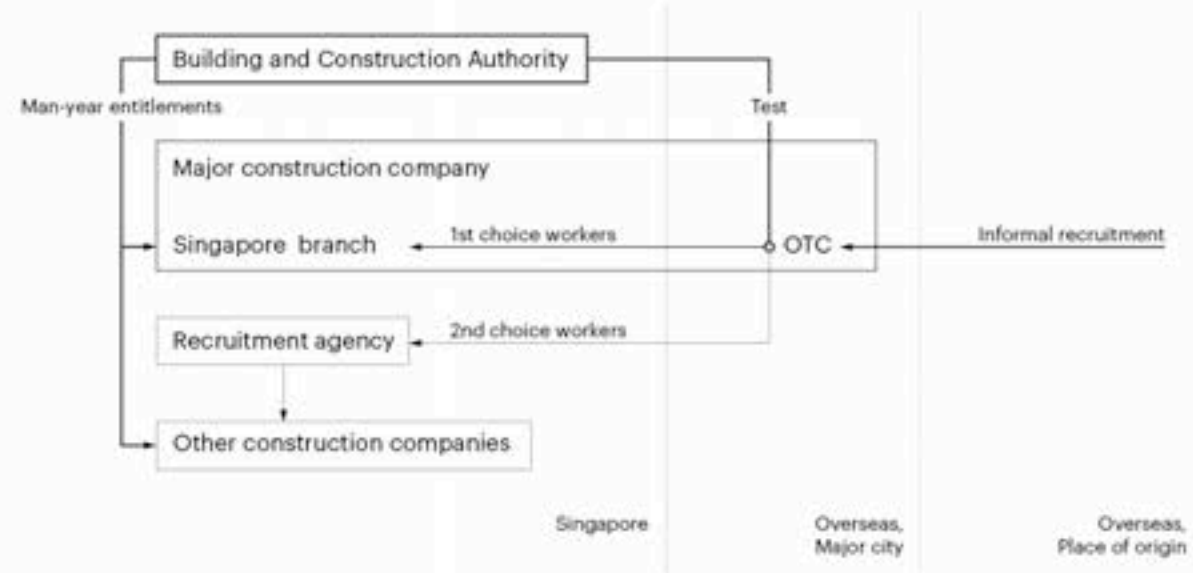 Building and Construction Authority
Man-year entitlements
Test
Major construction company
Singapore branch
1st choice workers
OTC
Informal recruitment
Recruitment agency
2nd choice workers
Other construction companies
Singapore
Overseas,
Major city
Overseas,
Place of origin